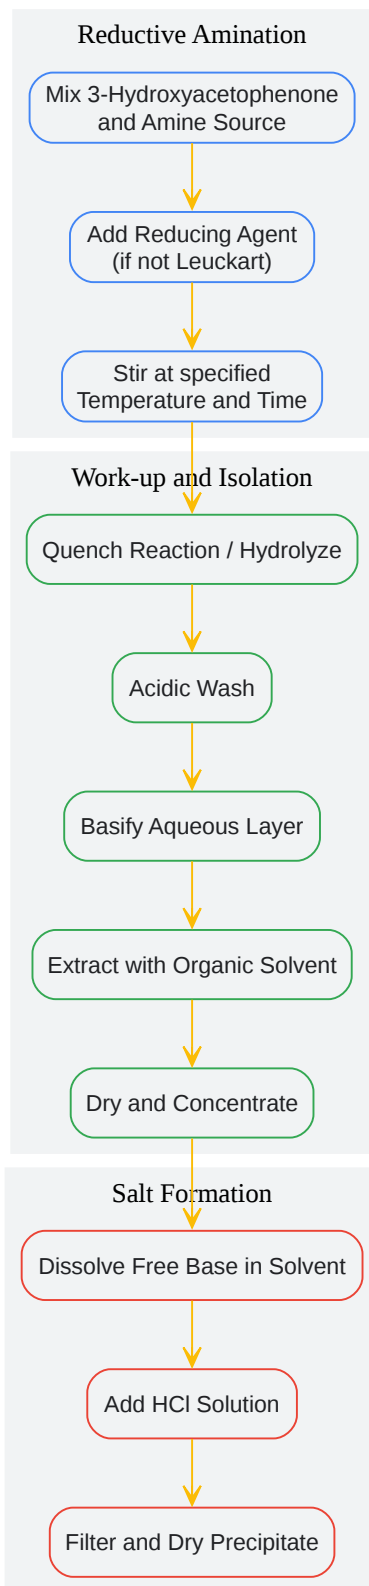 Reductive Amination
Mix 3-Hydroxyacetophenone
and Amine Source
Add Reducing Agent
(if not Leuckart)
Stir at specified
Temperature and Time
Work-up and Isolation
Quench Reaction / Hydrolyze
Acidic Wash
Basify Aqueous Layer
Extract with Organic Solvent
Dry and Concentrate
Salt Formation
Dissolve Free Base in Solvent
Add HCl Solution
Filter and Dry Precipitate